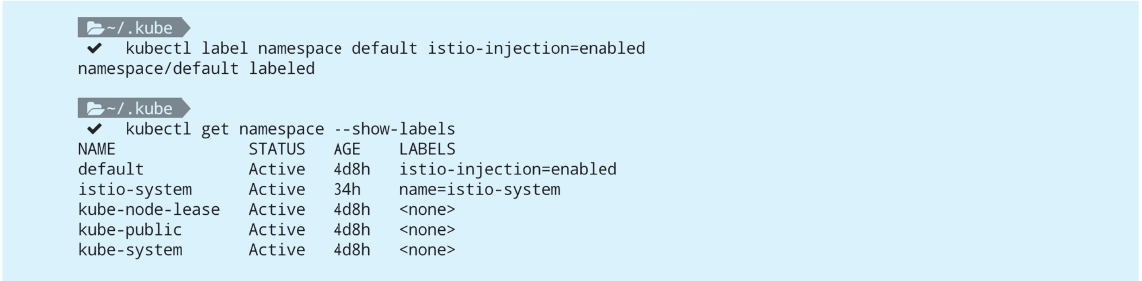 ~/.kube
✔ kubectl label namespace default istio-injection=enabled
namespace/default labeled
~/.kube
✔ kubectl get namespace --show-labels
NAME STATUS AGE LABELS
default Active 4d8h istio-injection=enabled
istio-system Active 34h name=istio-system
kube-node-lease Active 4d8h <none>
kube-public Active 4d8h <none>
kube-system Active 4d8h <none>